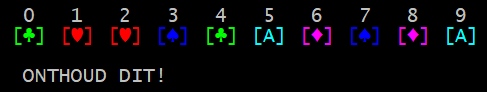 0 1 2 3 4 5 6 7 8 9
[♣] [♥] [♥] [♠] [♣] [A] [♦] [♠] [♦] [A]
ONTHOUD DIT!